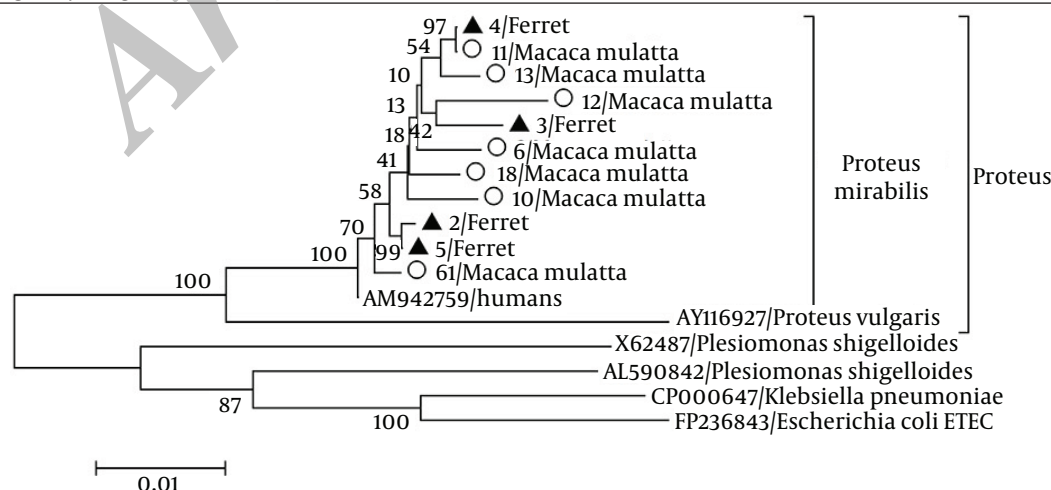 97
4/Ferret
54
11/Macaca mulatta
13/Macaca mulatta
10
12/Macaca mulatta
13
3/Ferret
18
42
6/Macaca mulatta
41
18/Macaca mulatta
10/Macaca mulatta
58
2/Ferret
70
99
5/Ferret
100
61/Macaca mulatta
100
AM942759/humans
Proteus
mirabilis
Proteus
AY116927/Proteus vulgaris
X62487/Plesiomonas shigelloides
AL590842/Plesiomonas shigelloides
87
CP000647/Klebsiella pneumoniae
100
FP236843/Escherichia coli ETEC
0.01